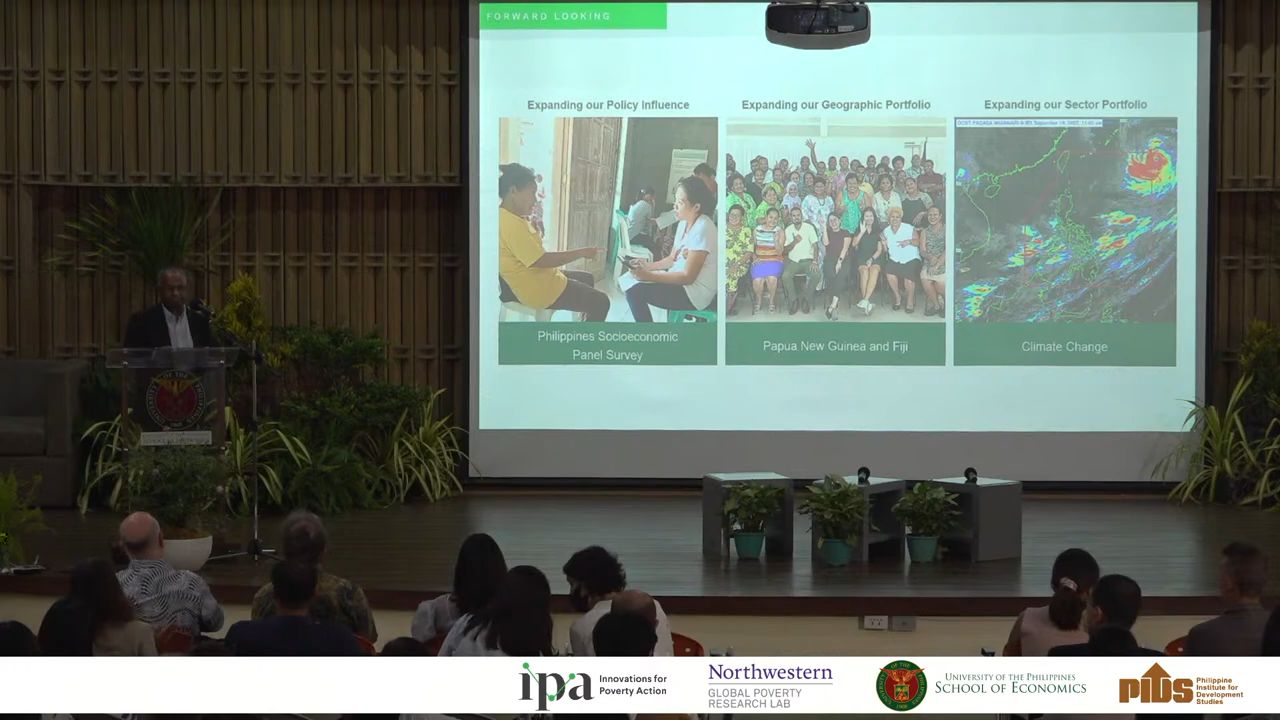 FORWARD LOOKING
Expanding our Policy Influence
Expanding our Geographic Portfolio
Expanding our Sector Portfolio
Philippines Socioeconomic
Panel Survey
Papua New Guinea and Fiji
Climate Change
ipa
Innovations for
Poverty Action
Northwestern
GLOBAL POVERTY
RESEARCH LAB
UNIVERSITY OF THE PHILIPPINES
SCHOOL OF ECONOMICS
PIDS
Philippine
Institute for
Development
Studies